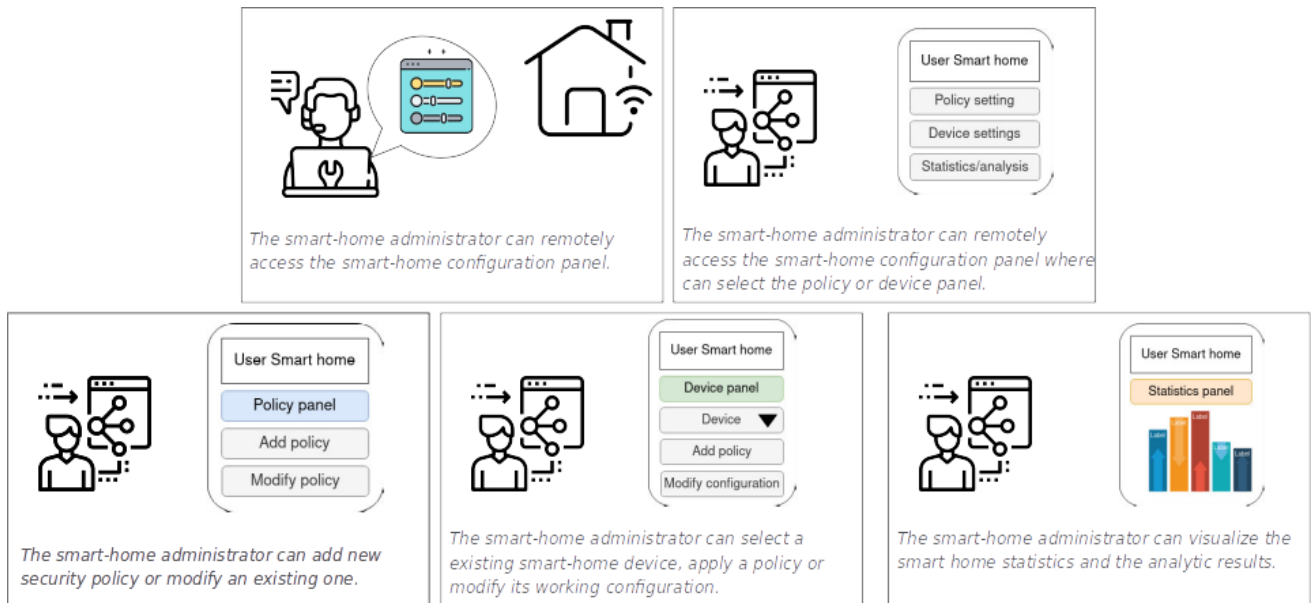 The smart-home administrator can remotely
access the smart-home configuration panel.
User Smart home
Policy setting
Device settings
Statistics/analysis
The smart-home administrator can remotely
access the smart-home configuration panel where
can select the policy or device panel.
User Smart home
Policy panel
Add policy
Modify policy
The smart-home administrator can add new
security policy or modify an existing one.
User Smart home
Device panel
Device
Add policy
Modify configuration
The smart-home administrator can select a
existing smart-home device, apply a policy or
modify its working configuration.
User Smart home
Statistics panel
Label
Label
Label
Label
Label
The smart-home administrator can visualize the
smart home statistics and the analytic results.